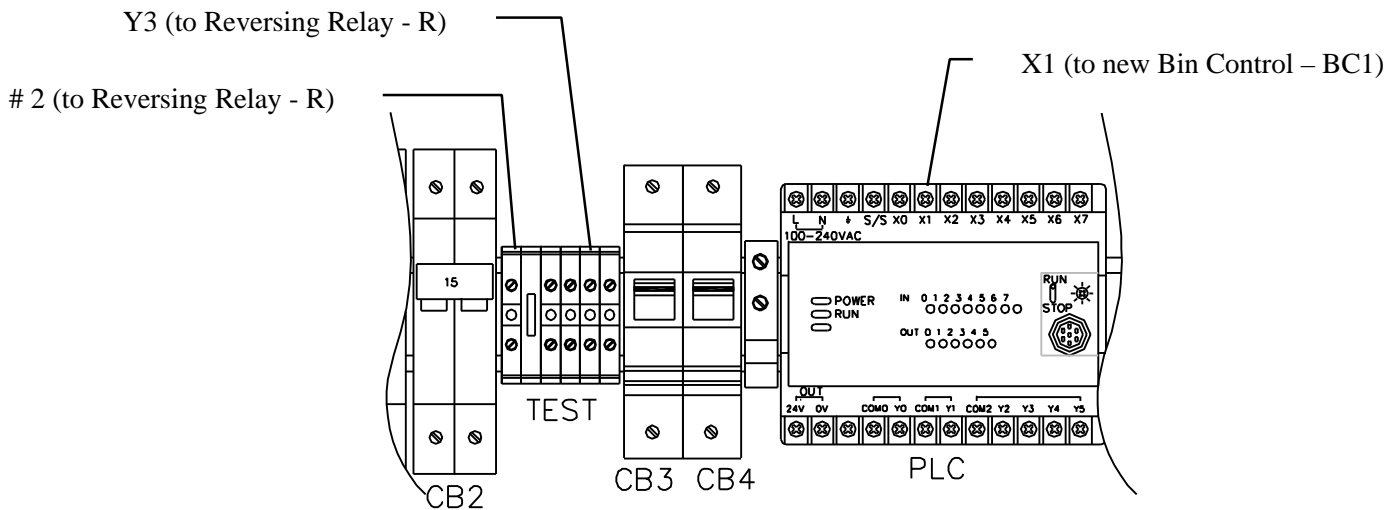 Y3 (to Reversing Relay - R)
X1 (to new Bin Control – BC1)
# 2 (to Reversing Relay - R)
L N S/S X0 X1 X2 X3 X4 X5 X6 X7
100-240VAC
15
RUN
POWER
IN 0 1 2 3 4 5 6 7
RUN
STOP
OUT 0 1 2 3 4 5
OUT
24V 0V COM0 Y0 COM1 Y1 COM2 Y2 Y3 Y4 Y5
TEST
PLC
CB3 CB4
CB2